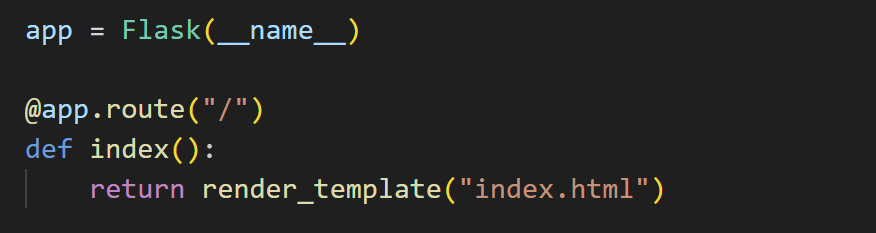 app = Flask(__name__)
@app.route("/")
def index():
    return render_template("index.html")